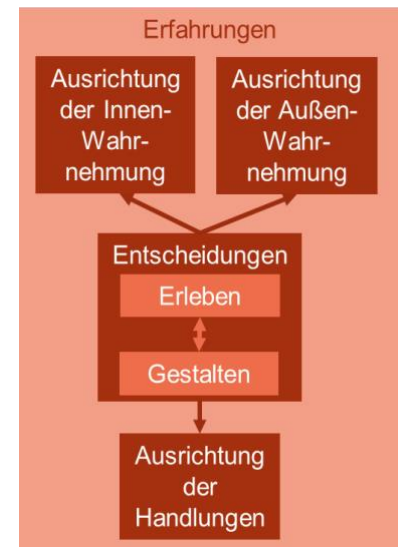 Erfahrungen
Ausrichtung
der Innen-
Wahr-
nehmung
Ausrichtung
der Außen-
Wahr-
nehmung
Entscheidungen
Erleben
Gestalten
Ausrichtung
der
Handlungen